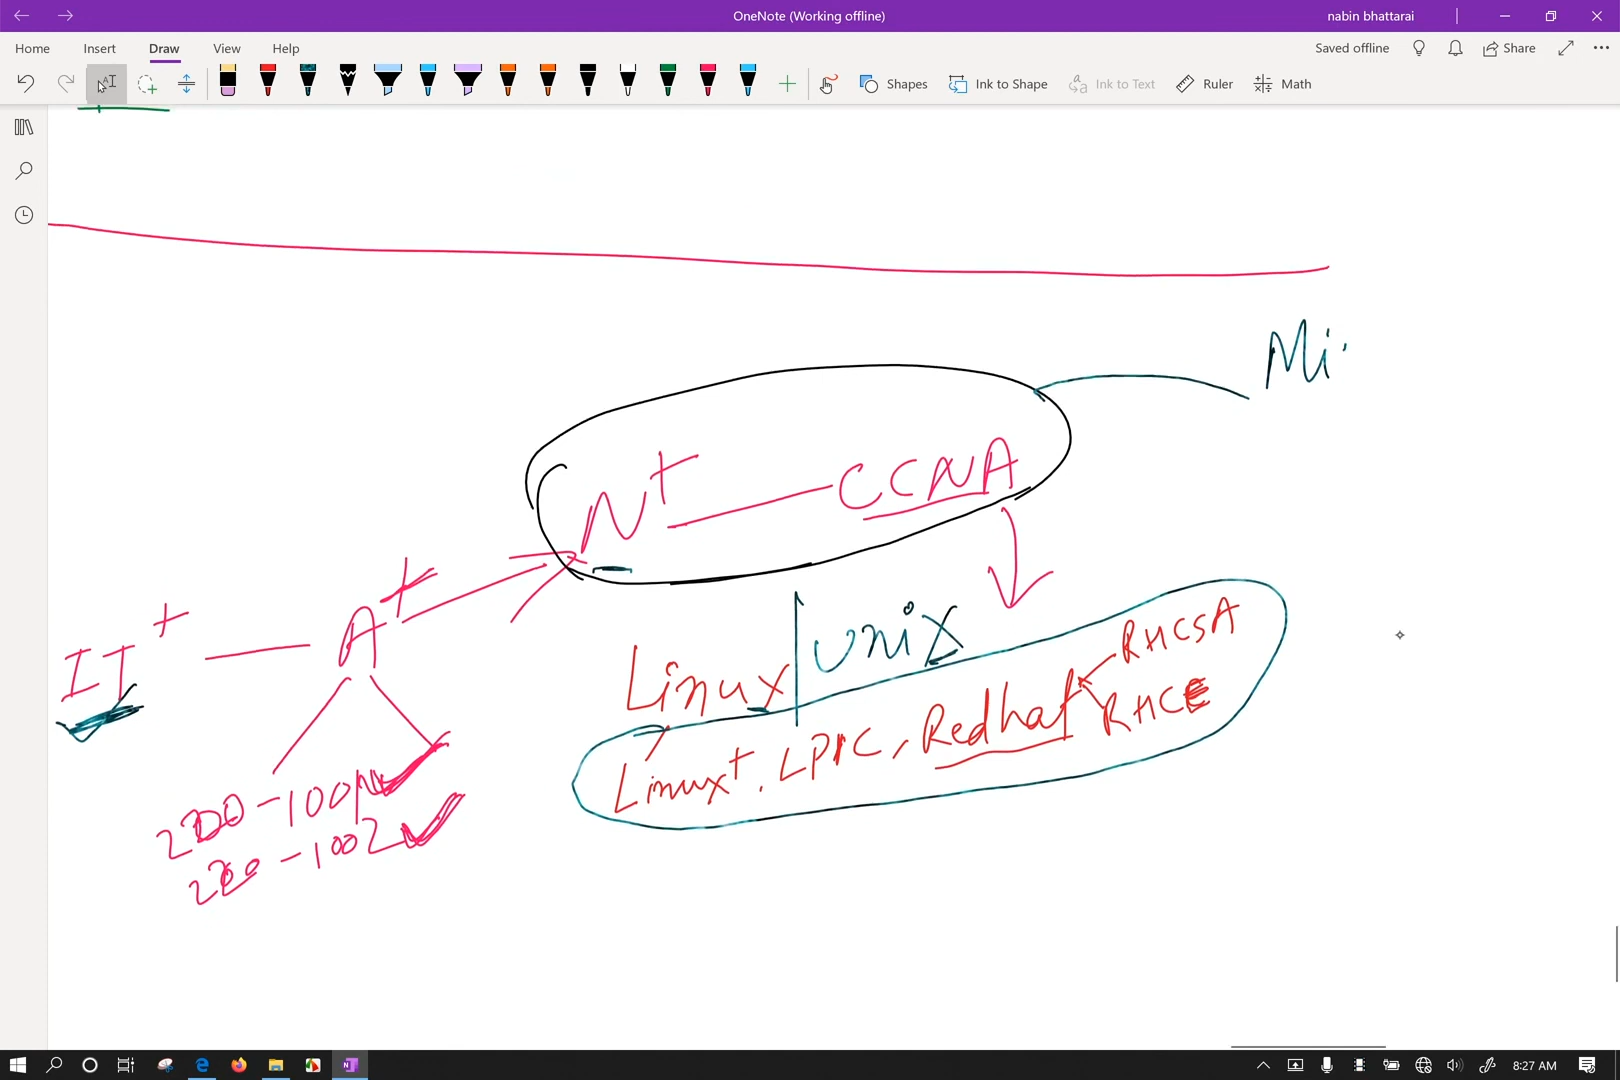 OneNote (Working offline)
nabin bhattarai
Home Insert Draw View Help
Saved offline
Share
Shapes
Ink to Shape
Ink to Text
Ruler
Math
Mi
N+ CCNA
IT+ A+
Linux Unix
RHCSA
Linux+, LPIC, Redhat RHCE
220-1001
220-1002
8:27 AM